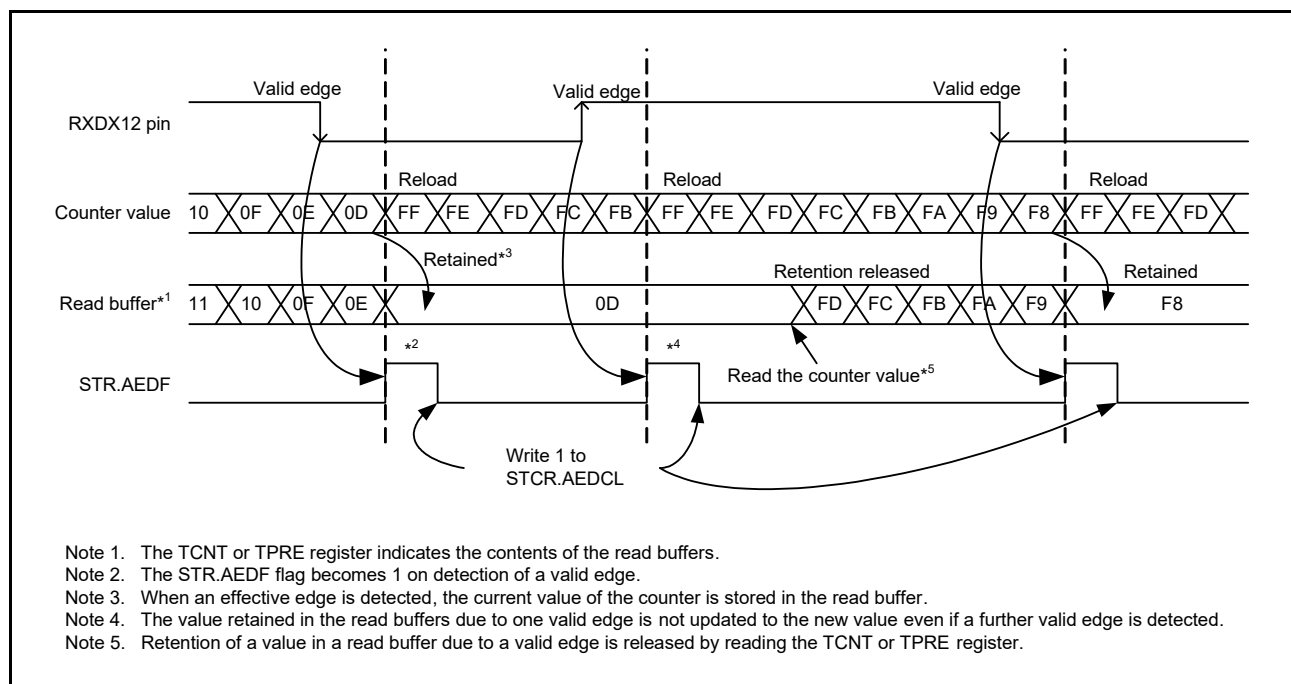 Valid edge Valid edge Valid edge
RXDX12 pin
Reload Reload Reload
Counter value 10 0F 0E 0D FF FE FD FC FB FF FE FD FC FB FA F9 F8 FF FE FD
Retained*3 Retention released Retained
Read buffer*1 11 10 0F 0E 0D FD FC FB FA F9 F8
*2 *4
STR.AEDF Read the counter value*5
Write 1 to
STCR.AEDCL
Note 1. The TCNT or TPRE register indicates the contents of the read buffers.
Note 2. The STR.AEDF flag becomes 1 on detection of a valid edge.
Note 3. When an effective edge is detected, the current value of the counter is stored in the read buffer.
Note 4. The value retained in the read buffers due to one valid edge is not updated to the new value even if a further valid edge is detected.
Note 5. Retention of a value in a read buffer due to a valid edge is released by reading the TCNT or TPRE register.